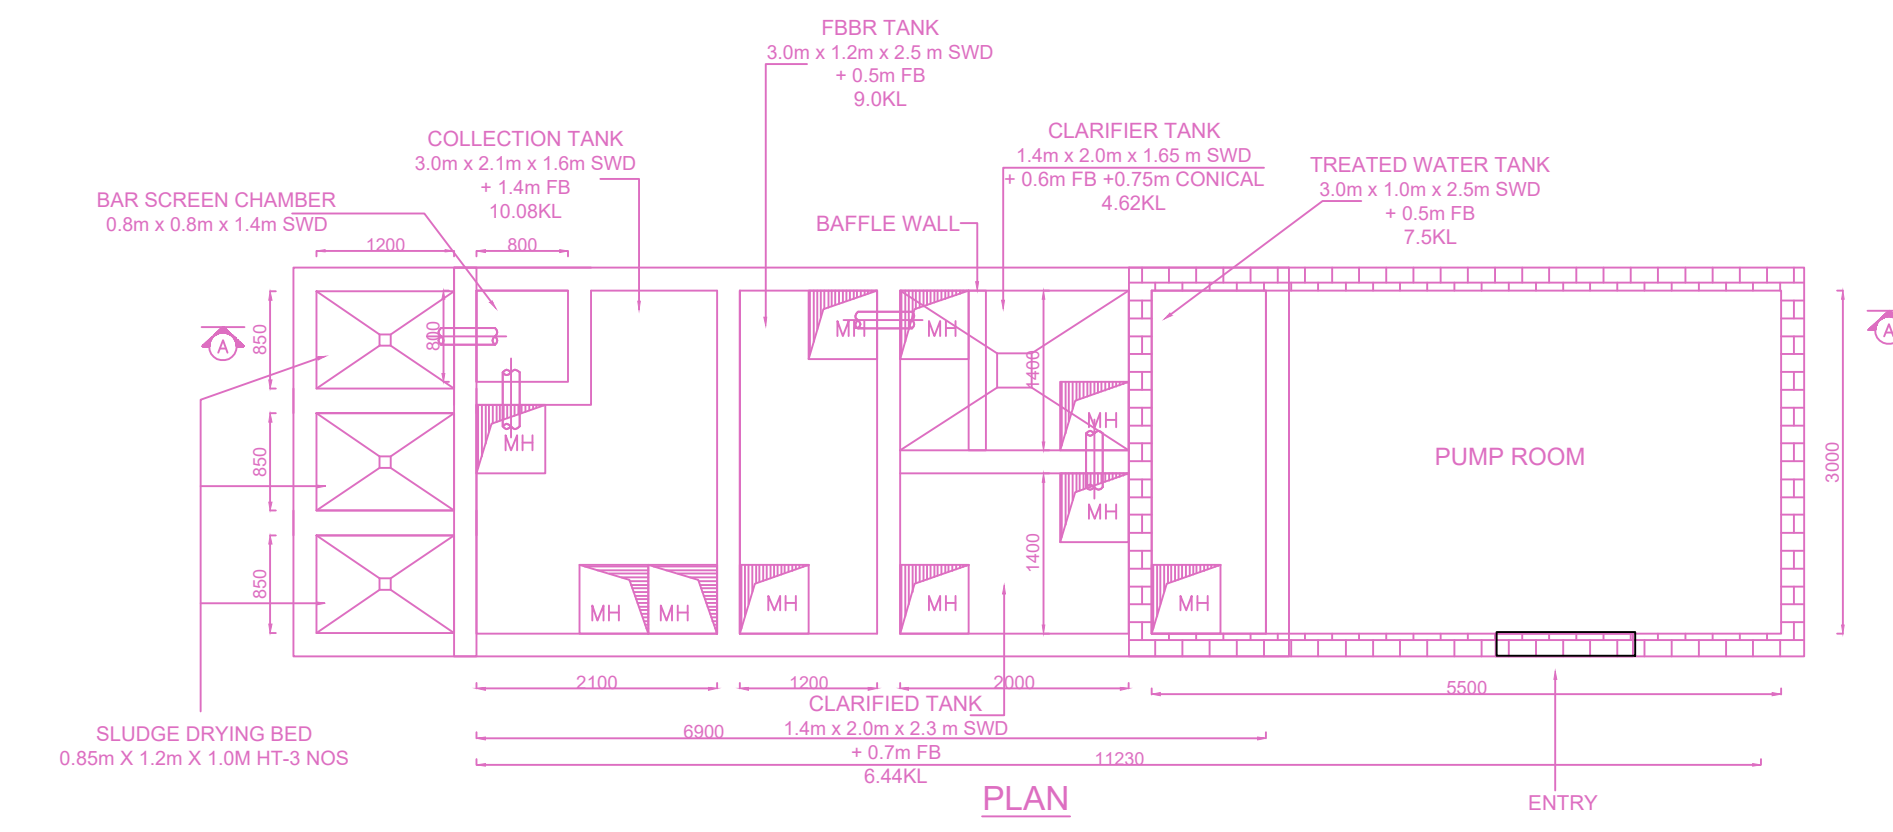 FBBR TANK
3.0m x 1.2m x 2.5 m SWD
+ 0.5m FB
9.0KL
COLLECTION TANK
3.0m x 2.1m x 1.6m SWD
+ 1.4m FB
10.08KL
CLARIFIER TANK
1.4m x 2.0m x 1.65 m SWD
+ 0.6m FB +0.75m CONICAL
4.62KL
TREATED WATER TANK
3.0m x 1.0m x 2.5m SWD
+ 0.5m FB
7.5KL
BAR SCREEN CHAMBER
0.8m x 0.8m x 1.4m SWD
BAFFLE WALL
1200
800
850
800
A
MH
MH
1400
A
MH
MH
850
PUMP ROOM
3000
MH
1400
850
MH
MH
MH
MH
MH
2100
1200
2000
5500
CLARIFIED TANK
1.4m x 2.0m x 2.3 m SWD
+ 0.7m FB
6.44KL
6900
11230
SLUDGE DRYING BED
0.85m X 1.2m X 1.0M HT-3 NOS
PLAN
ENTRY